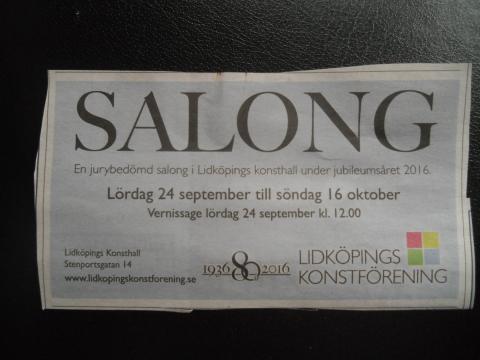 SALONG
En jurybedömd salong i Lidköpings konsthall under jubileumsåret 2016.
Lördag 24 september till söndag 16 oktober
Vernissage lördag 24 september kl. 12.00
Lidköpings Konsthall
Stenportsgatan 14
www.lidkopingskonstforening.se
1936 80 2016
LIDKÖPINGS
KONSTFÖRENING